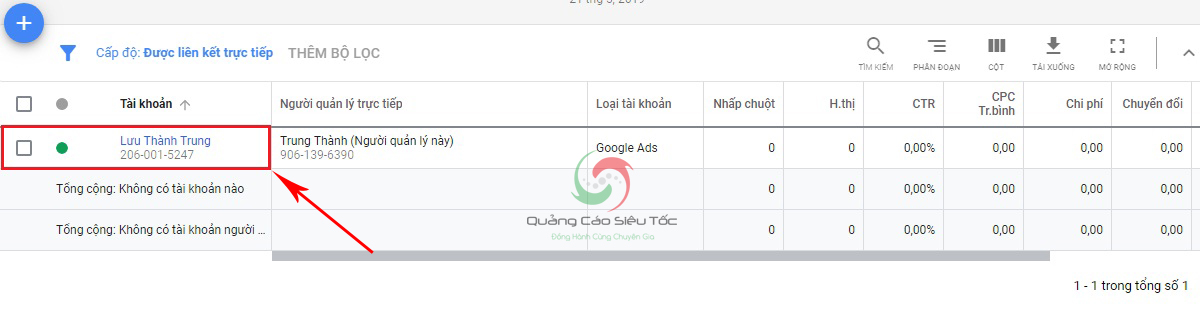 Cấp độ: Được liên kết trực tiếp THÊM BỘ LỌC
TÌM KIẾM PHÂN ĐOẠN CỘT TẢI XUỐNG MỞ RỘNG
Tài khoản Người quản lý trực tiếp Loại tài khoản Nhấp chuột H.thị CTR CPC Tr.bình Chi phí Chuyển đổi
Lưu Thành Trung Trung Thành (Người quản lý này) Google Ads 0 0 0,00% 0,00 0,00 0,00
206-001-5247 906-139-6390
Tổng cộng: Không có tài khoản nào 0 0 0,00% 0,00 0,00 0,00
Tổng cộng: Không có tài khoản người ... 0 0 0,00% 0,00 0,00 0,00
Quảng Cáo Siêu Tốc
Đồng Hành Cùng Chuyên Gia
1 - 1 trong tổng số 1